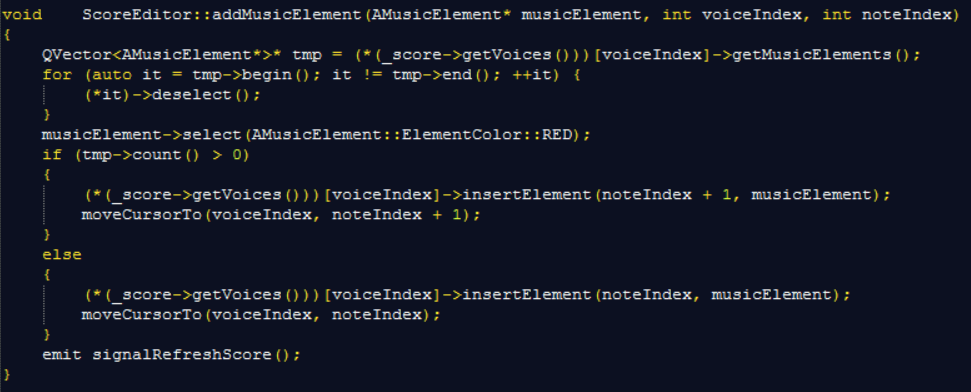 void    ScoreEditor::addMusicElement(AMusicElement* musicElement, int voiceIndex, int noteIndex)
{
    QVector<AMusicElement*>* tmp = (*(_score->getVoices()))[voiceIndex]->getMusicElements();
    for (auto it = tmp->begin(); it != tmp->end(); ++it) {
        (*it)->deselect();
    }
    musicElement->select(AMusicElement::ElementColor::RED);
    if (tmp->count() > 0)
    {
        (*(_score->getVoices()))[voiceIndex]->insertElement(noteIndex + 1, musicElement);
        moveCursorTo(voiceIndex, noteIndex + 1);
    }
    else
    {
        (*(_score->getVoices()))[voiceIndex]->insertElement(noteIndex, musicElement);
        moveCursorTo(voiceIndex, noteIndex);
    }
    emit signalRefreshScore();
}